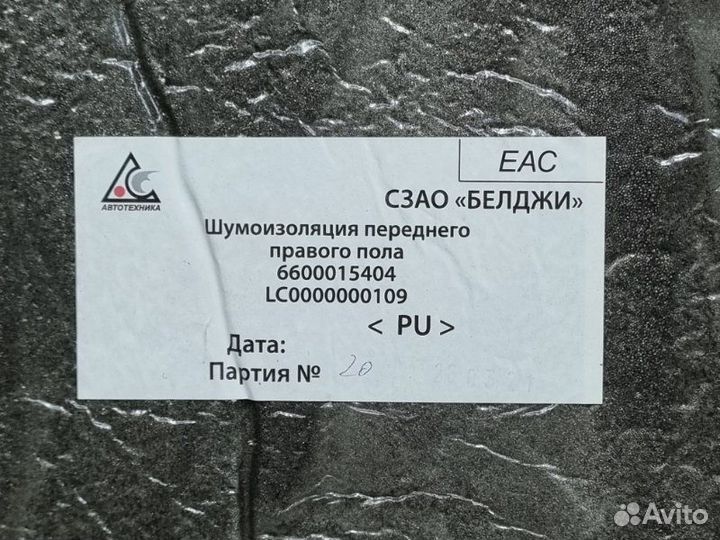 EAC
АВТОТЕХНИКА
СЗАО «БЕЛДЖИ»
Шумоизоляция переднего
правого пола
6600015404
LC0000000109
< PU >
Дата:
Партия № 20
Avito